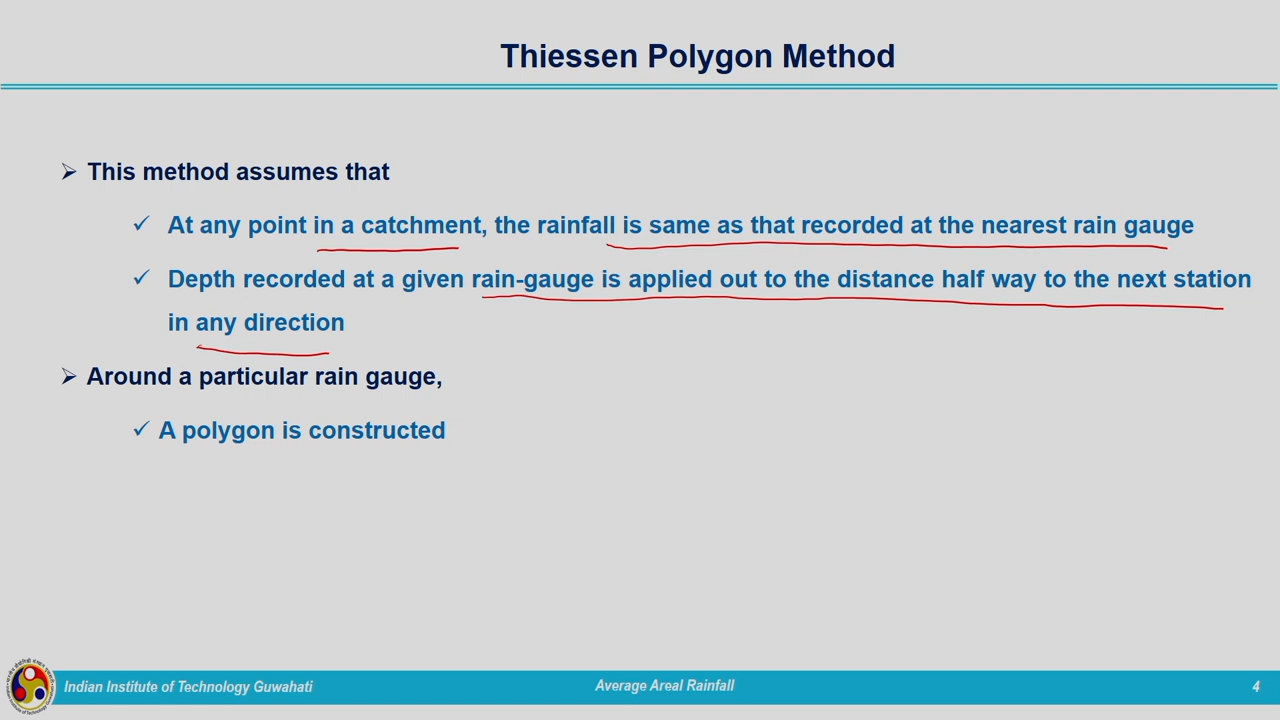 Thiessen Polygon Method
This method assumes that
At any point in a catchment, the rainfall is same as that recorded at the nearest rain gauge
Depth recorded at a given rain-gauge is applied out to the distance half way to the next station
in any direction
Around a particular rain gauge,
A polygon is constructed
Indian Institute of Technology Guwahati
Average Areal Rainfall
4